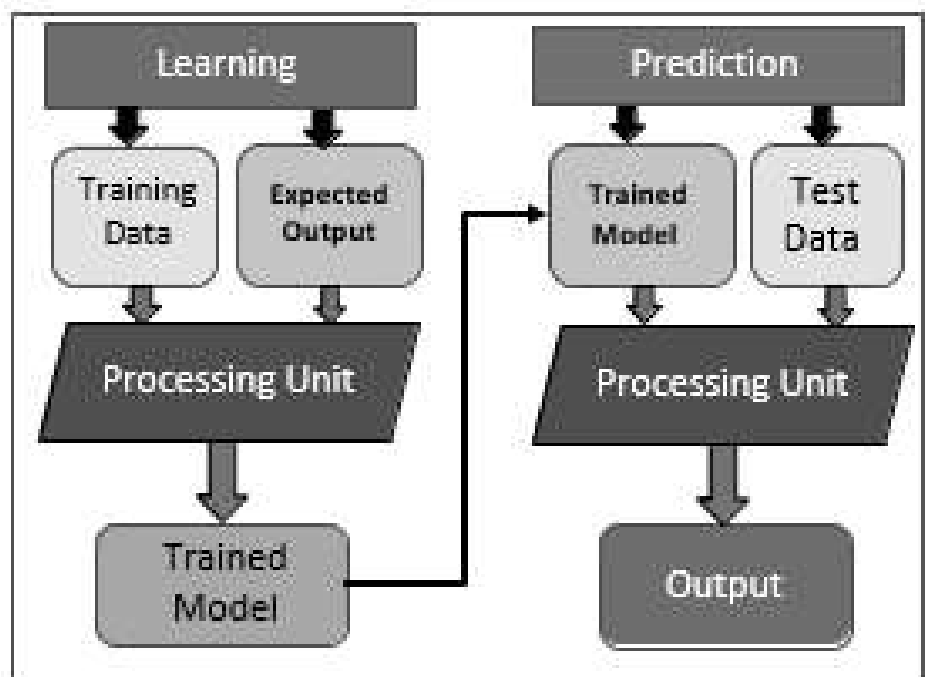 Learning
Training
Data
Expected
Output
Processing Unit
Trained
Model
Prediction
Trained
Model
Test
Data
Processing Unit
Output